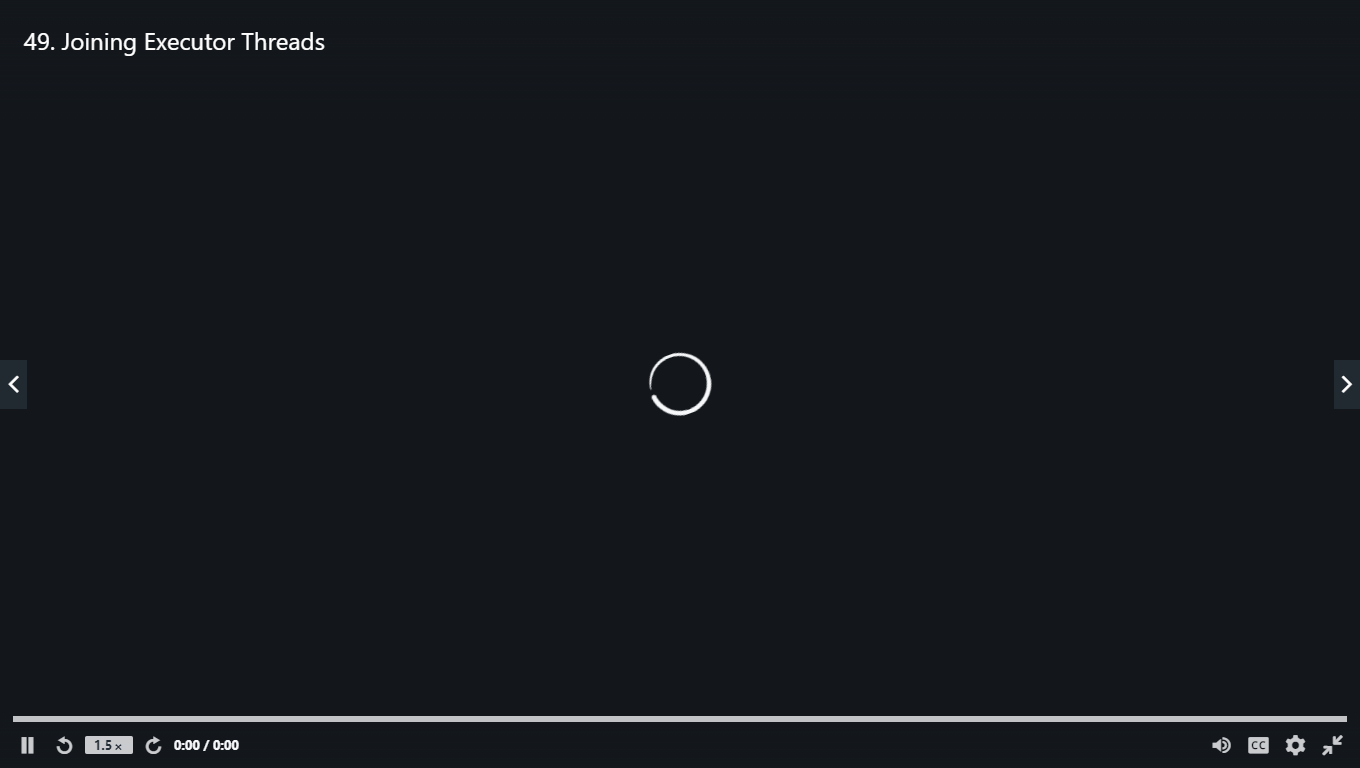 49. Joining Executor Threads
1.5 ×
0:00 / 0:00
CC